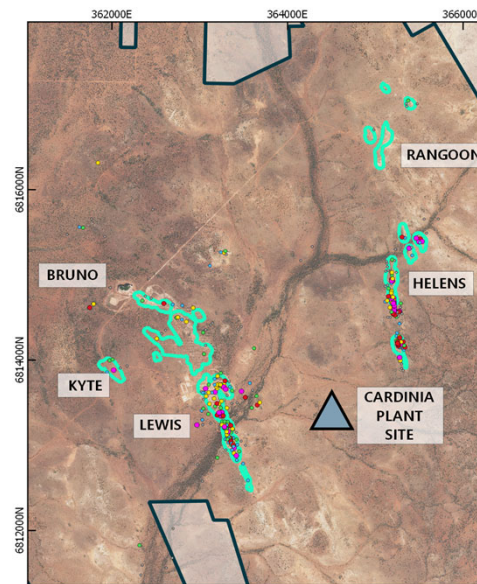 362000E
364000E
366000
RANGOON
6816000N
BRUNO
HELENS
6814000N
KYTE
LEWIS
CARDINIA
PLANT
SITE
6812000N